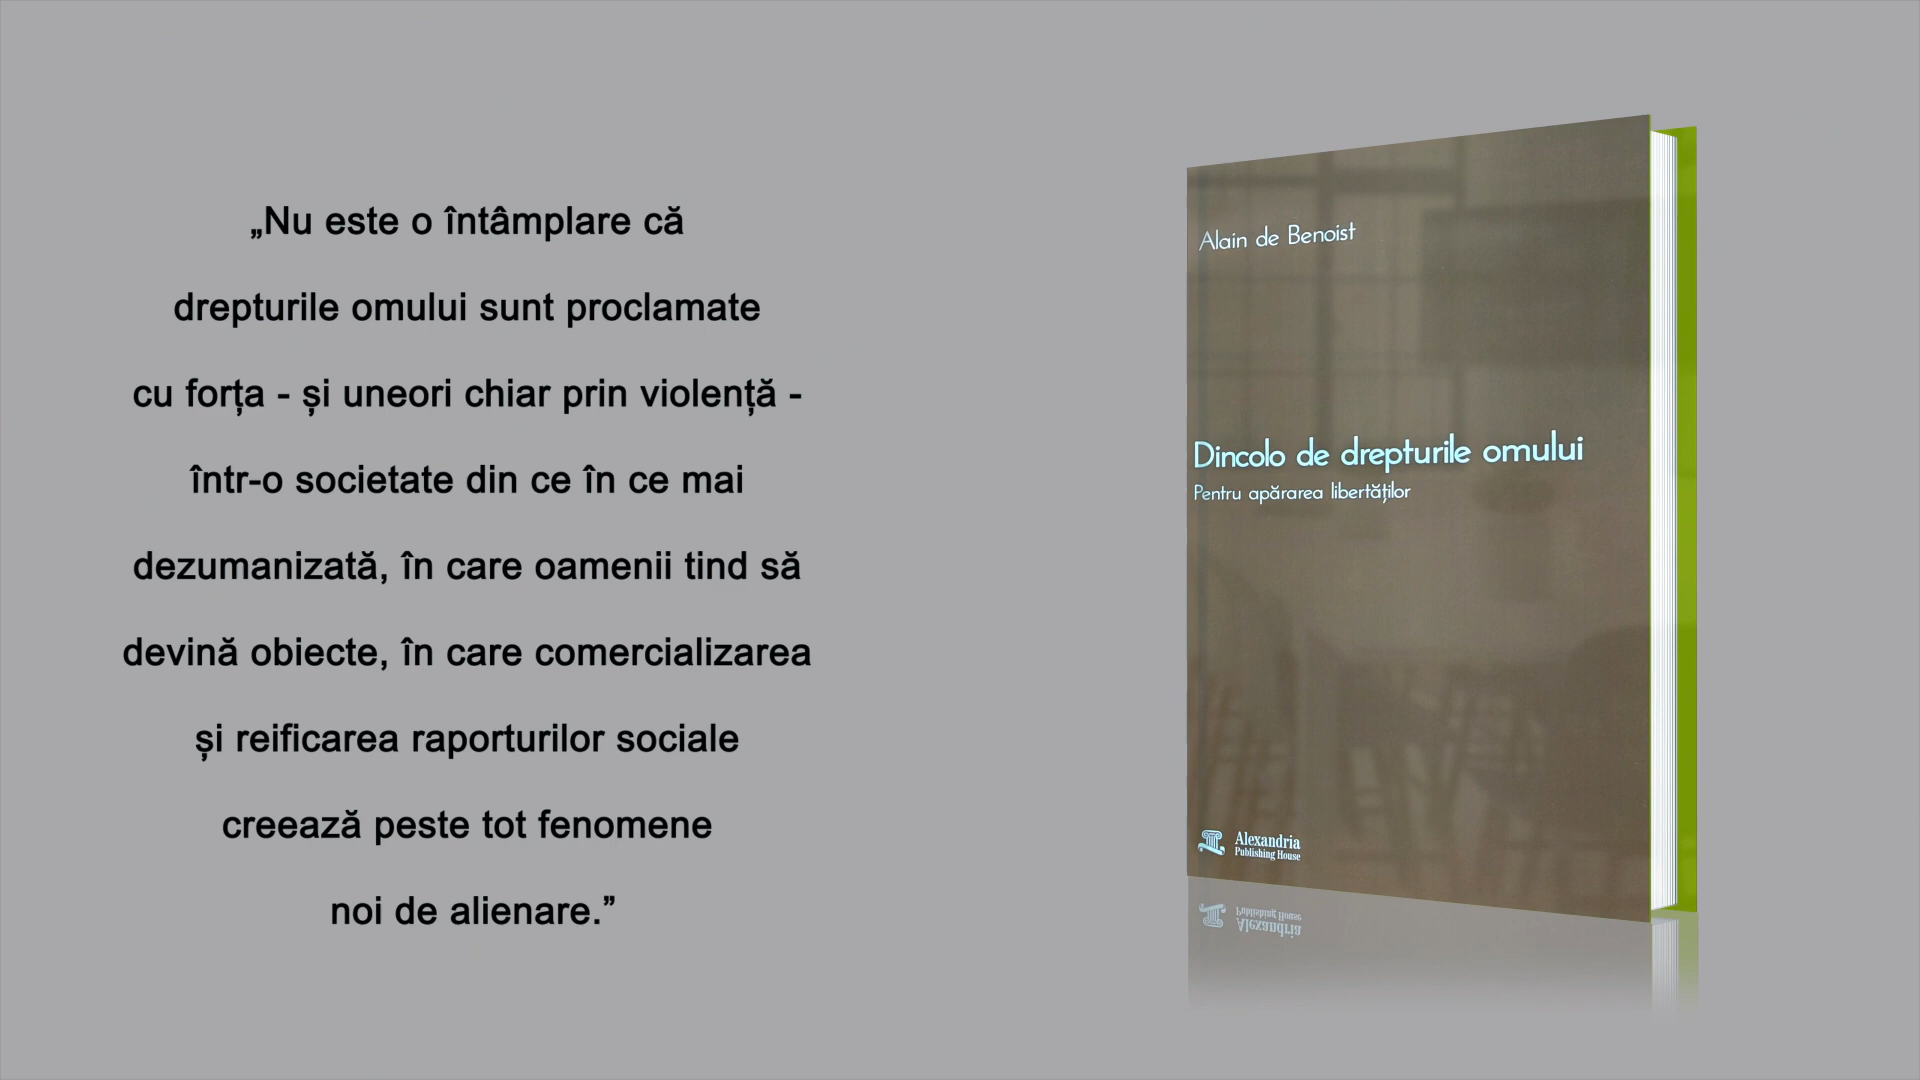 „Nu este o întâmplare că
drepturile omului sunt proclamate
cu forța - și uneori chiar prin violență -
într-o societate din ce în ce mai
dezumanizată, în care oamenii tind să
devină obiecte, în care comercializarea
și reificarea raporturilor sociale
creează peste tot fenomene
noi de alienare.”
Alain de Benoist
Dincolo de drepturile omului
Pentru apărarea libertăților
Alexandria
Publishing House